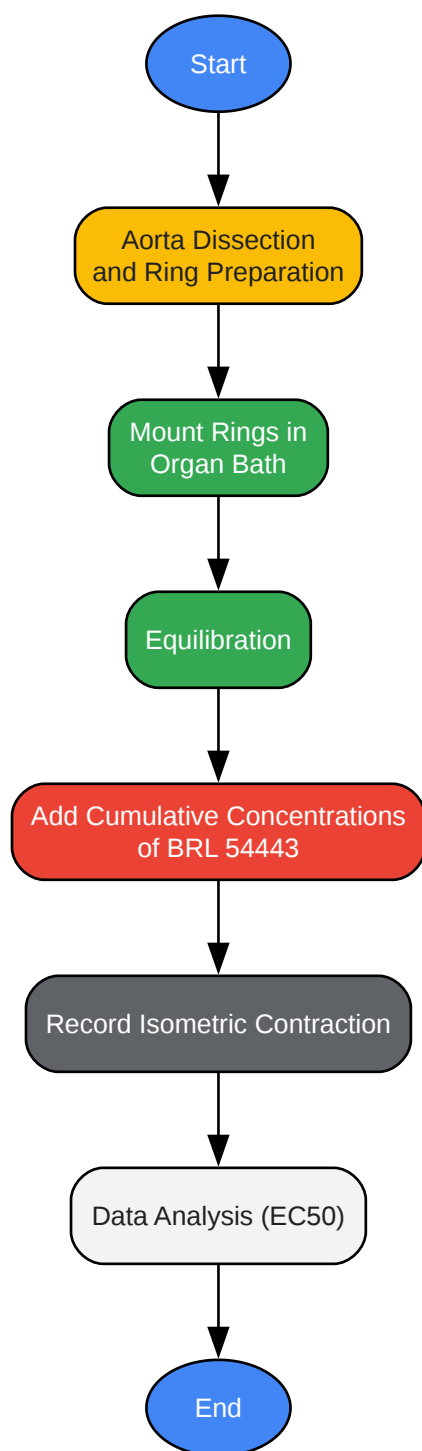 Start
Aorta Dissection
and Ring Preparation
Mount Rings in
Organ Bath
Equilibration
Add Cumulative Concentrations
of BRL 54443
Record Isometric Contraction
Data Analysis (EC50)
End